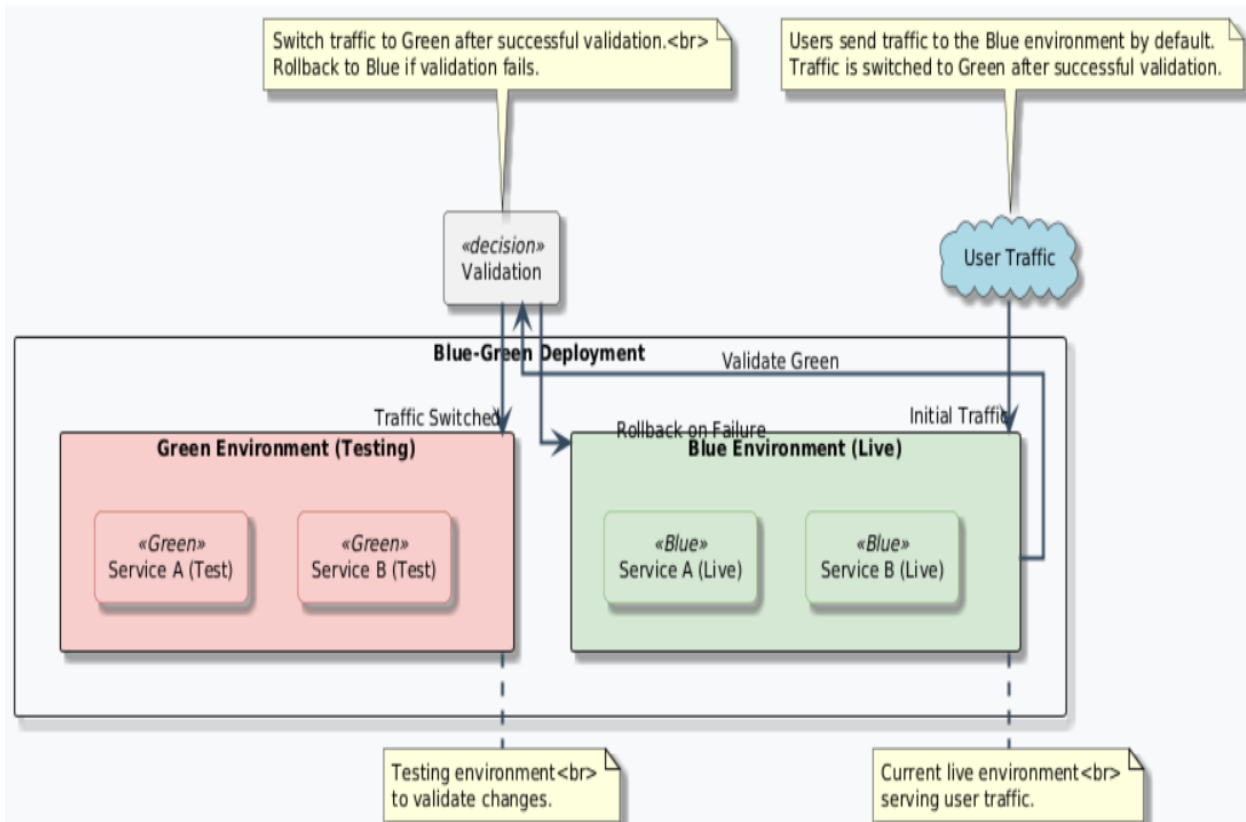 Switch traffic to Green after successful validation.<br>
Rollback to Blue if validation fails.
Users send traffic to the Blue environment by default.
Traffic is switched to Green after successful validation.
«decision»
Validation
User Traffic
Blue-Green Deployment
Validate Green
Traffic Switched
Rollback on Failure
Initial Traffic
Green Environment (Testing)
Blue Environment (Live)
«Green»
Service A (Test)
«Green»
Service B (Test)
«Blue»
Service A (Live)
«Blue»
Service B (Live)
Testing environment<br>
to validate changes.
Current live environment<br>
serving user traffic.